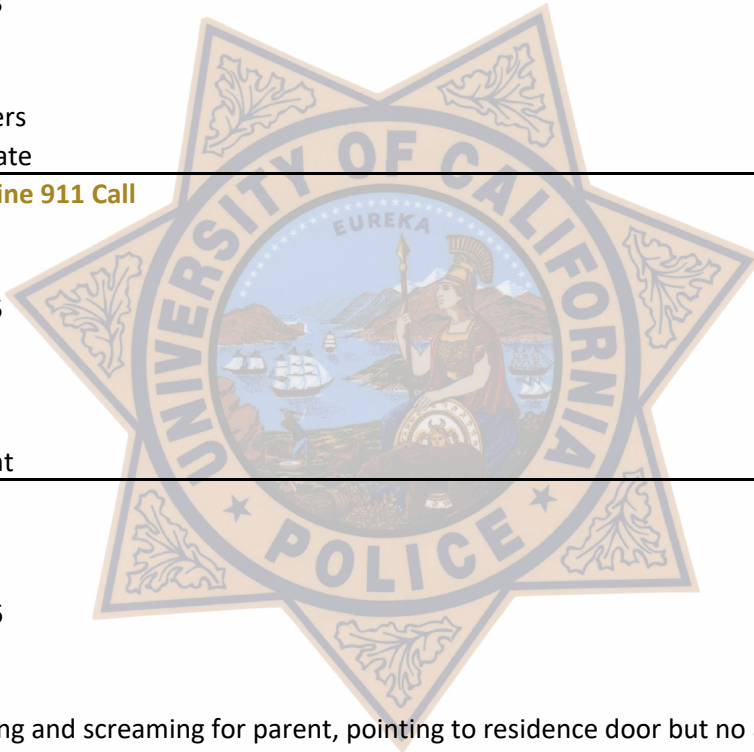 ers
ate
ine 911 Call
EUREKA
UNIVERSITY OF CALIFORNIA
nt
POLICE
ng and screaming for parent, pointing to residence door but no